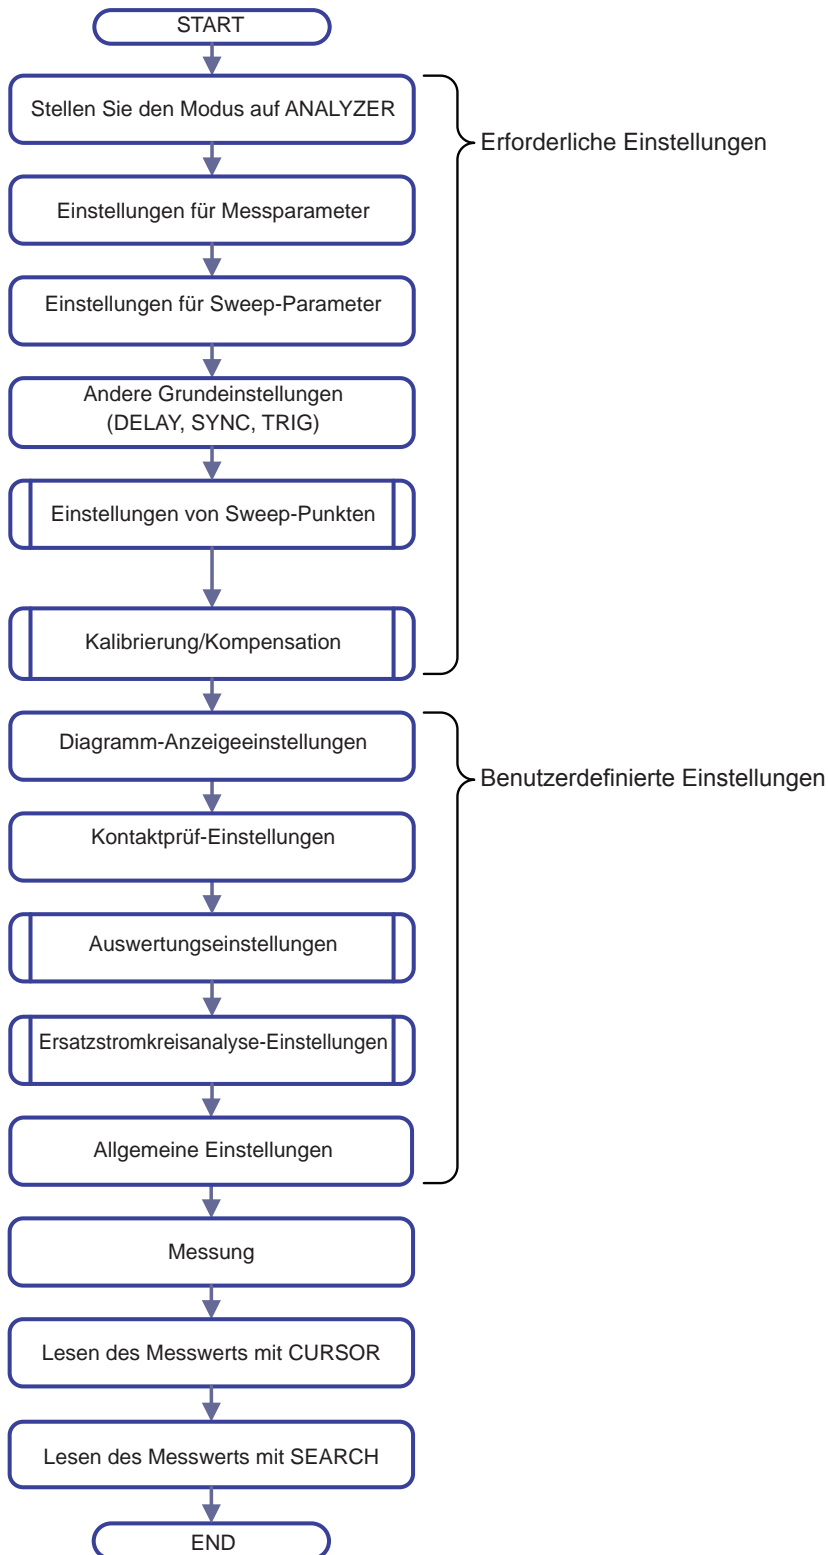 START
Stellen Sie den Modus auf ANALYZER
Erforderliche Einstellungen
Einstellungen für Messparameter
Einstellungen für Sweep-Parameter
Andere Grundeinstellungen
(DELAY, SYNC, TRIG)
Einstellungen von Sweep-Punkten
Kalibrierung/Kompensation
Diagramm-Anzeigeeinstellungen
Benutzerdefinierte Einstellungen
Kontaktprüf-Einstellungen
Auswertungseinstellungen
Ersatzstromkreisanalyse-Einstellungen
Allgemeine Einstellungen
Messung
Lesen des Messwerts mit CURSOR
Lesen des Messwerts mit SEARCH
END